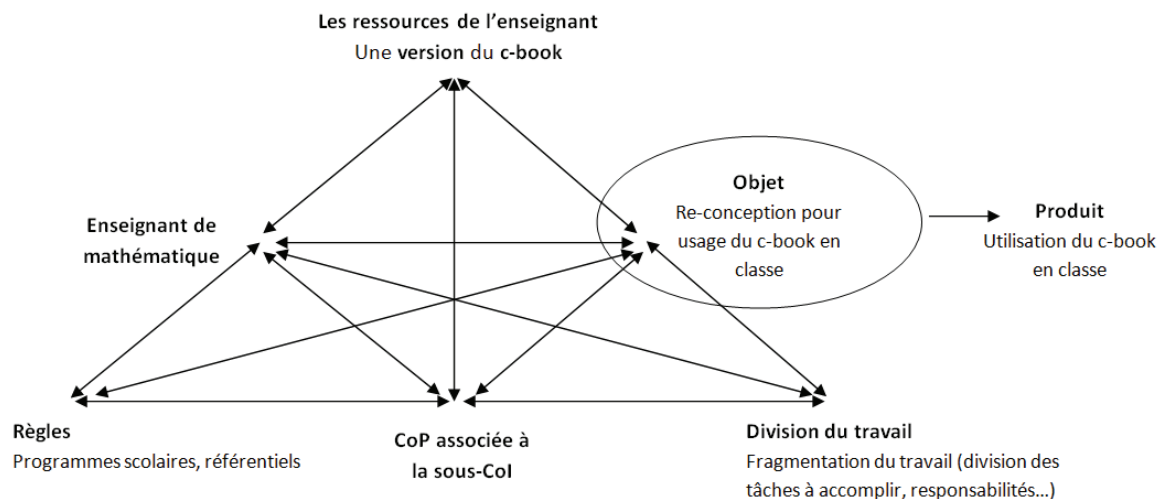 Les ressources de l'enseignant
Une version du c-book
Enseignant de
mathématique
Objet
Re-conception pour
usage du c-book en
classe
Produit
Utilisation du c-book
en classe
Règles
Programmes scolaires, référentiels
CoP associée à
la sous-CoI
Division du travail
Fragmentation du travail (division des
tâches à accomplir, responsabilités...)